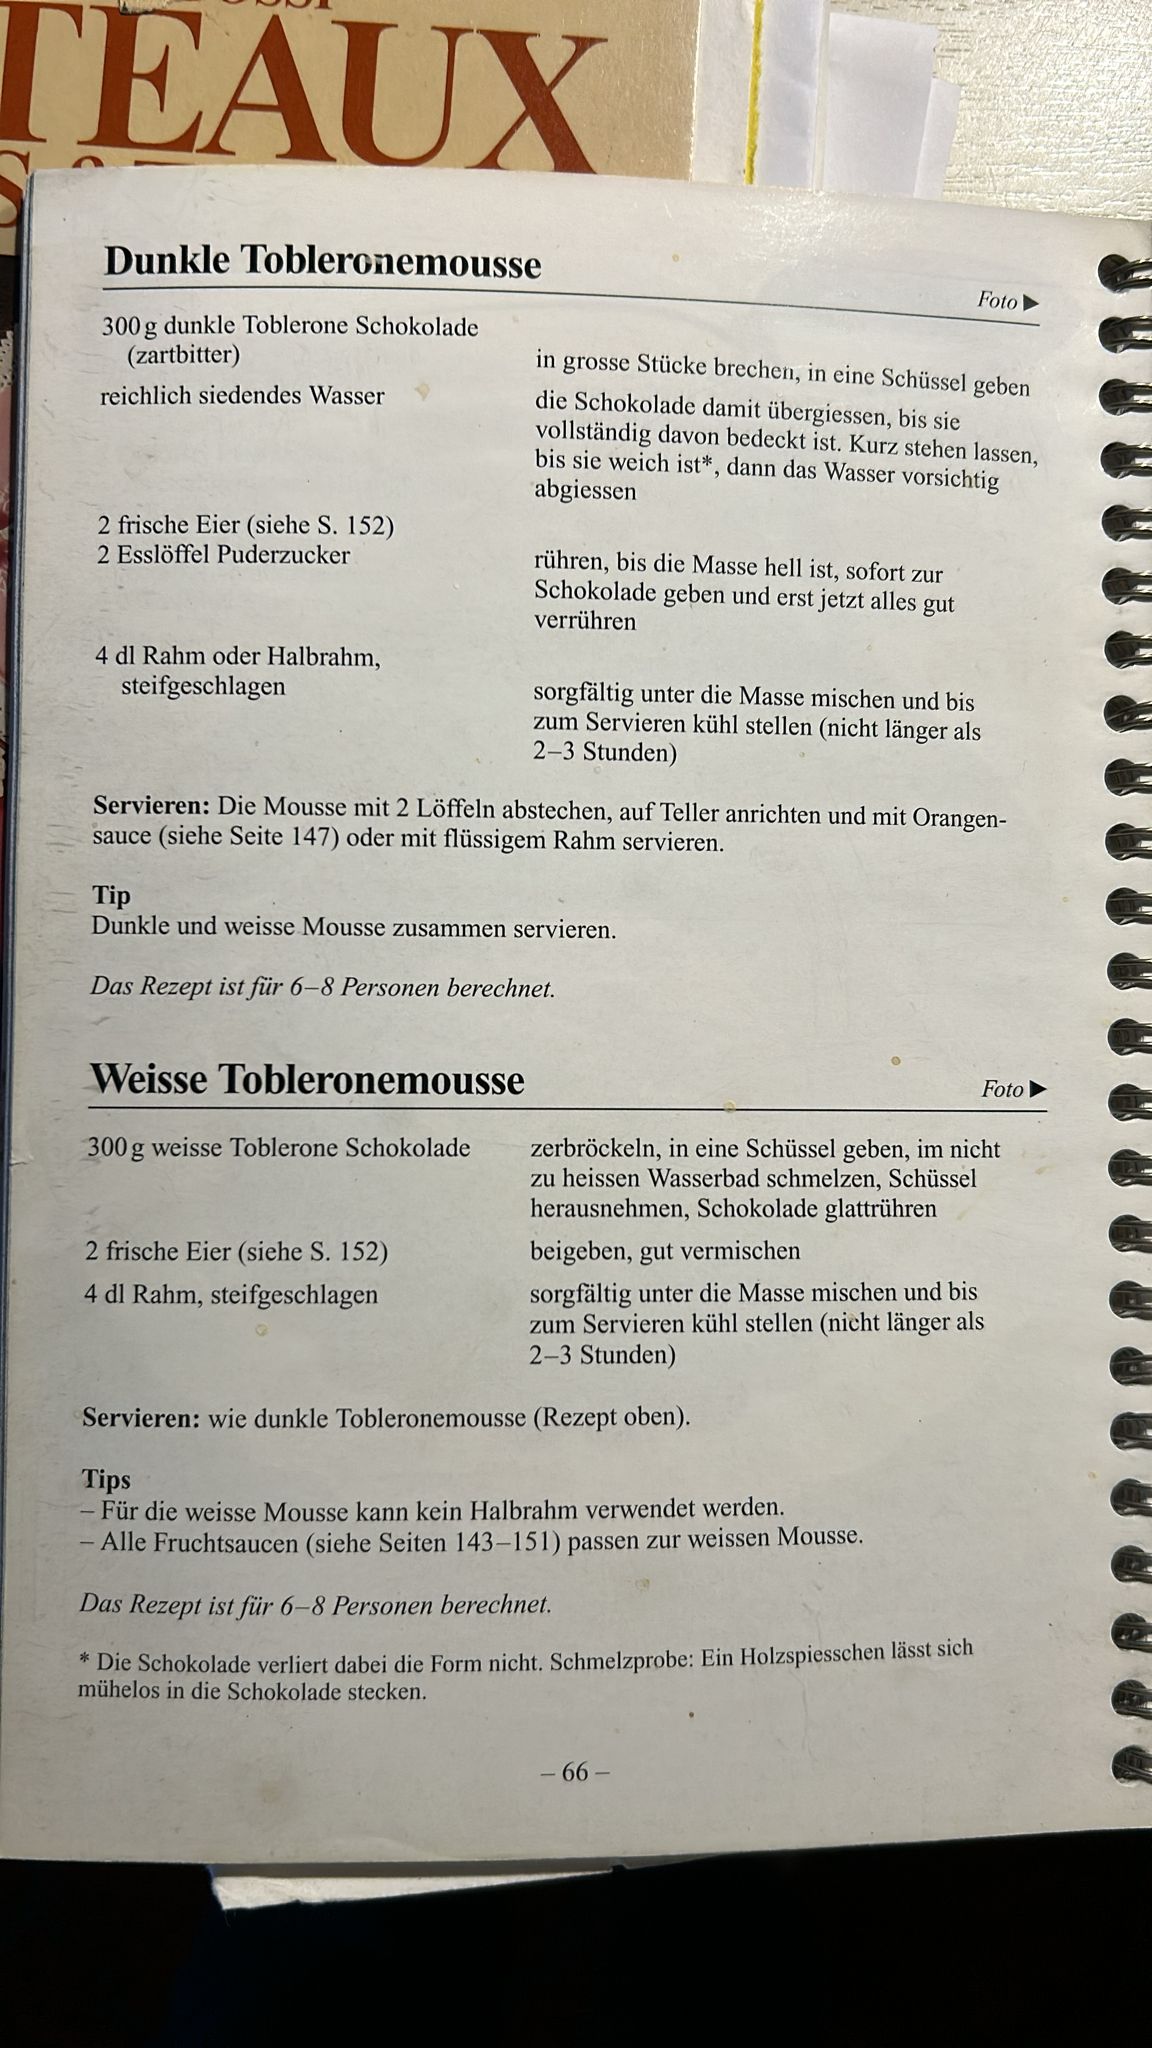 TEAUX
Dunkle Tobleronemousse
Foto ▶
300 g dunkle Toblerone Schokolade
(zartbitter)
in grosse Stücke brechen, in eine Schüssel geben
reichlich siedendes Wasser
die Schokolade damit übergiessen, bis sie
vollständig davon bedeckt ist. Kurz stehen lassen,
bis sie weich ist*, dann das Wasser vorsichtig
abgiessen
2 frische Eier (siehe S. 152)
2 Esslöffel Puderzucker
rühren, bis die Masse hell ist, sofort zur
Schokolade geben und erst jetzt alles gut
verrühren
4 dl Rahm oder Halbrahm,
steifgeschlagen
sorgfältig unter die Masse mischen und bis
zum Servieren kühl stellen (nicht länger als
2–3 Stunden)
Servieren: Die Mousse mit 2 Löffeln abstechen, auf Teller anrichten und mit Orangen-
sauce (siehe Seite 147) oder mit flüssigem Rahm servieren.
Tip
Dunkle und weisse Mousse zusammen servieren.
Das Rezept ist für 6–8 Personen berechnet.
Weisse Tobleronemousse
Foto ▶
300 g weisse Toblerone Schokolade
zerbröckeln, in eine Schüssel geben, im nicht
zu heissen Wasserbad schmelzen, Schüssel
herausnehmen, Schokolade glattrühren
2 frische Eier (siehe S. 152)
beigeben, gut vermischen
4 dl Rahm, steifgeschlagen
sorgfältig unter die Masse mischen und bis
zum Servieren kühl stellen (nicht länger als
2–3 Stunden)
Servieren: wie dunkle Tobleronemousse (Rezept oben).
Tips
– Für die weisse Mousse kann kein Halbrahm verwendet werden.
– Alle Fruchtsaucen (siehe Seiten 143–151) passen zur weissen Mousse.
Das Rezept ist für 6–8 Personen berechnet.
* Die Schokolade verliert dabei die Form nicht. Schmelzprobe: Ein Holzspiesschen lässt sich
mühelos in die Schokolade stecken.
– 66 –